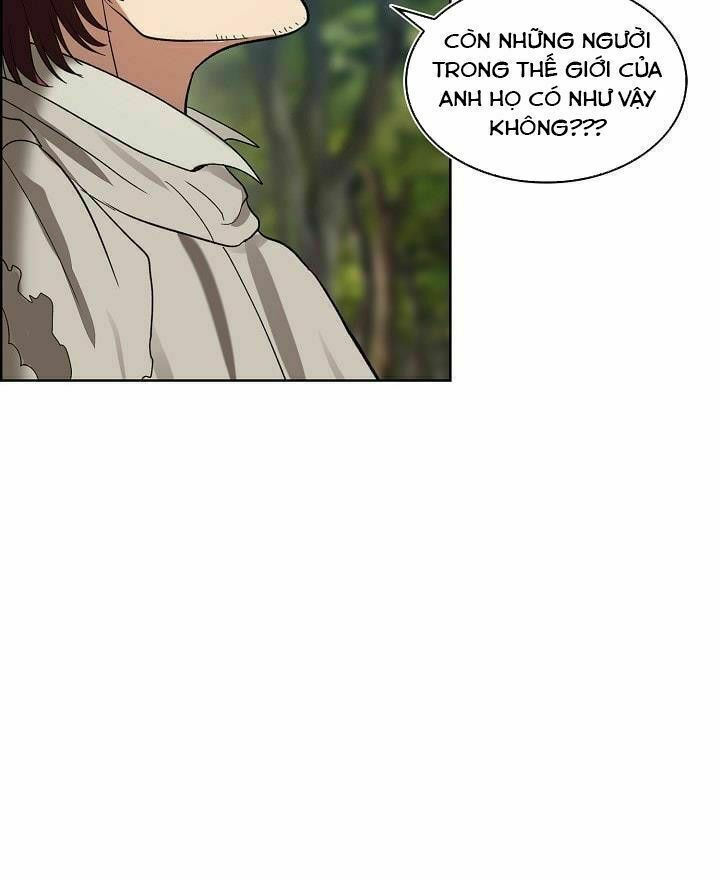 CÒN NHỮNG NGƯỜI
TRONG THẾ GIỚI CỦA
ANH HỌ CÓ NHƯ VẬY
KHÔNG???